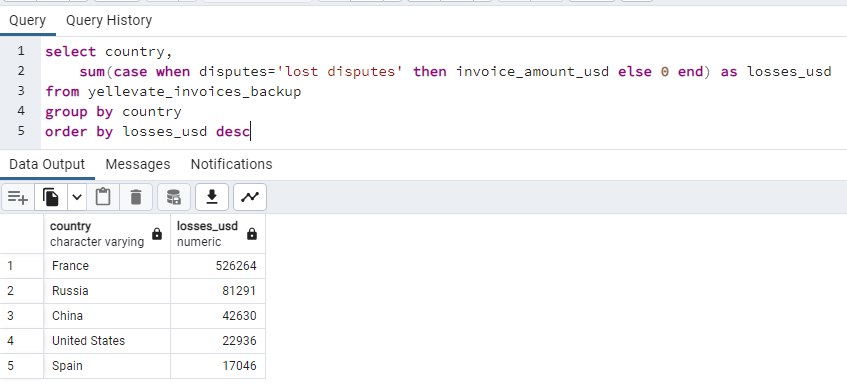 Query Query History
1 select country,
2 sum(case when disputes='lost disputes' then invoice_amount_usd else 0 end) as losses_usd
3 from yellevate_invoices_backup
4 group by country
5 order by losses_usd desc
Data Output Messages Notifications
country losses_usd
character varying numeric
1 France 526264
2 Russia 81291
3 China 42630
4 United States 22936
5 Spain 17046